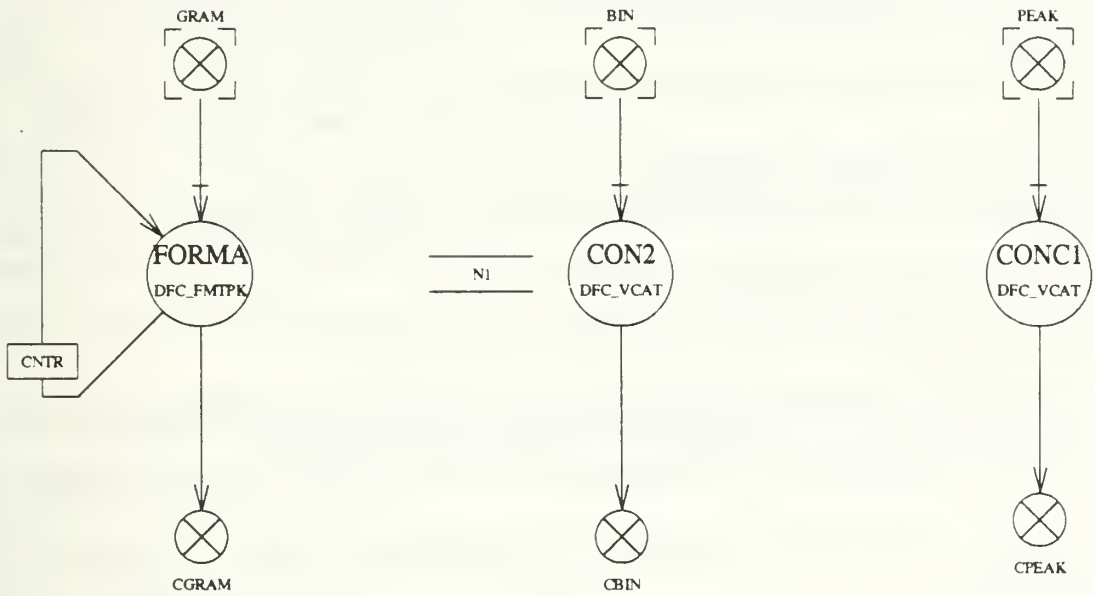 GRAM
BIN
PEAK
FORMA
DFC_FMTPK
N1
CON2
DFC_VCAT
CONC1
DFC_VCAT
CNTR
CGRAM
CBIN
CPEAK